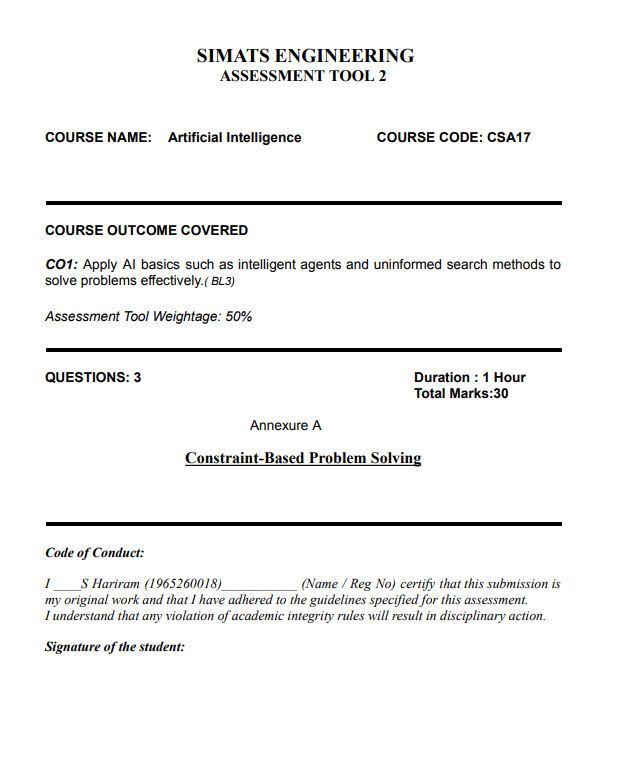 SIMATS ENGINEERING
ASSESSMENT TOOL 2
COURSE NAME: Artificial Intelligence COURSE CODE: CSA17
COURSE OUTCOME COVERED
CO1: Apply AI basics such as intelligent agents and uninformed search methods to
solve problems effectively.( BL3)
Assessment Tool Weightage: 50%
QUESTIONS: 3 Duration : 1 Hour
Total Marks:30
Annexure A
Constraint-Based Problem Solving
Code of Conduct:
I ____S Hariram (1965260018)___________ (Name / Reg No) certify that this submission is
my original work and that I have adhered to the guidelines specified for this assessment.
I understand that any violation of academic integrity rules will result in disciplinary action.
Signature of the student: